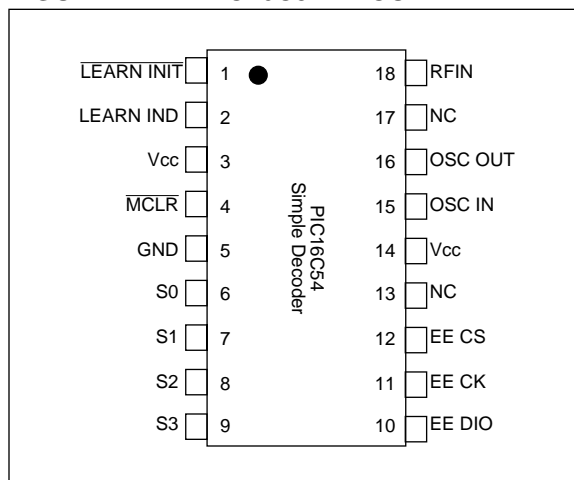 LEARN INIT 1 18 RFIN
LEARN IND 2 17 NC
Vcc 3 16 OSC OUT
MCLR 4 15 OSC IN
GND 5 14 Vcc
S0 6 13 NC
S1 7 12 EE CS
S2 8 11 EE CK
S3 9 10 EE DIO
PIC16C54
Simple Decoder